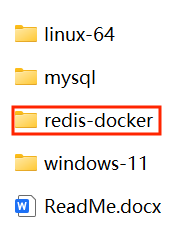 linux-64
mysql
redis-docker
windows-11
ReadMe.docx